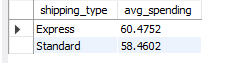 shipping_type avg_spending
Express 60.4752
Standard 58.4602